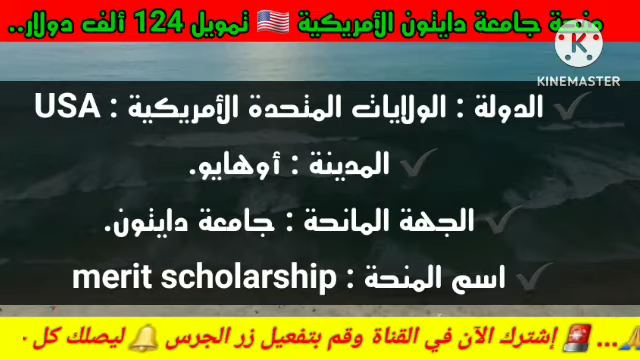 منحة جامعة دايتون الأمريكية 🇺🇸 تمويل 124 ألف دولار..
KINEMASTER
✓ الدولة : الولايات المتحدة الأمريكية : USA
✓ المدينة : أوهايو.
✓ الجهة المانحة : جامعة دايتون.
✓ اسم المنحة : merit scholarship
... 🚨 إشترك الآن في القناة وقم بتفعيل زر الجرس 🔔 ليصلك كل